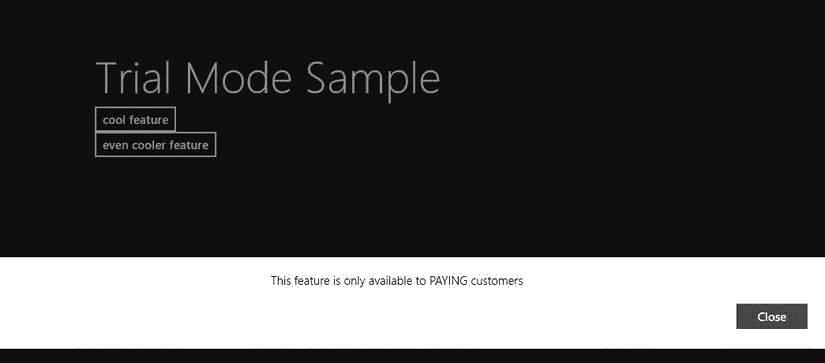 Trial Mode Sample
cool feature
even cooler feature
This feature is only available to PAYING customers
Close